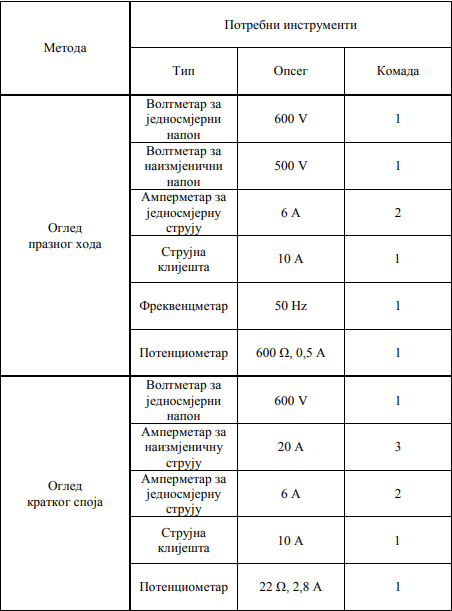 Метода
Потребни инструменти
Тип
Опсег
Комада
Оглед
празног хода
Волтметар за
једносмјерни
напон
600 V
1
Волтметар за
наизмјенични
напон
500 V
1
Амперметар за
једносмјерну
струју
6 А
2
Струјна
клијешта
10 А
1
Фреквенцметар
50 Hz
1
Потенциометар
600 Ω, 0,5 А
1
Оглед
кратког споја
Волтметар за
једносмјерни
напон
600 V
1
Амперметар за
наизмјеничну
струју
20 А
3
Амперметар за
једносмјерну
струју
6 А
2
Струјна
клијешта
10 А
1
Потенциометар
22 Ω, 2,8 А
1